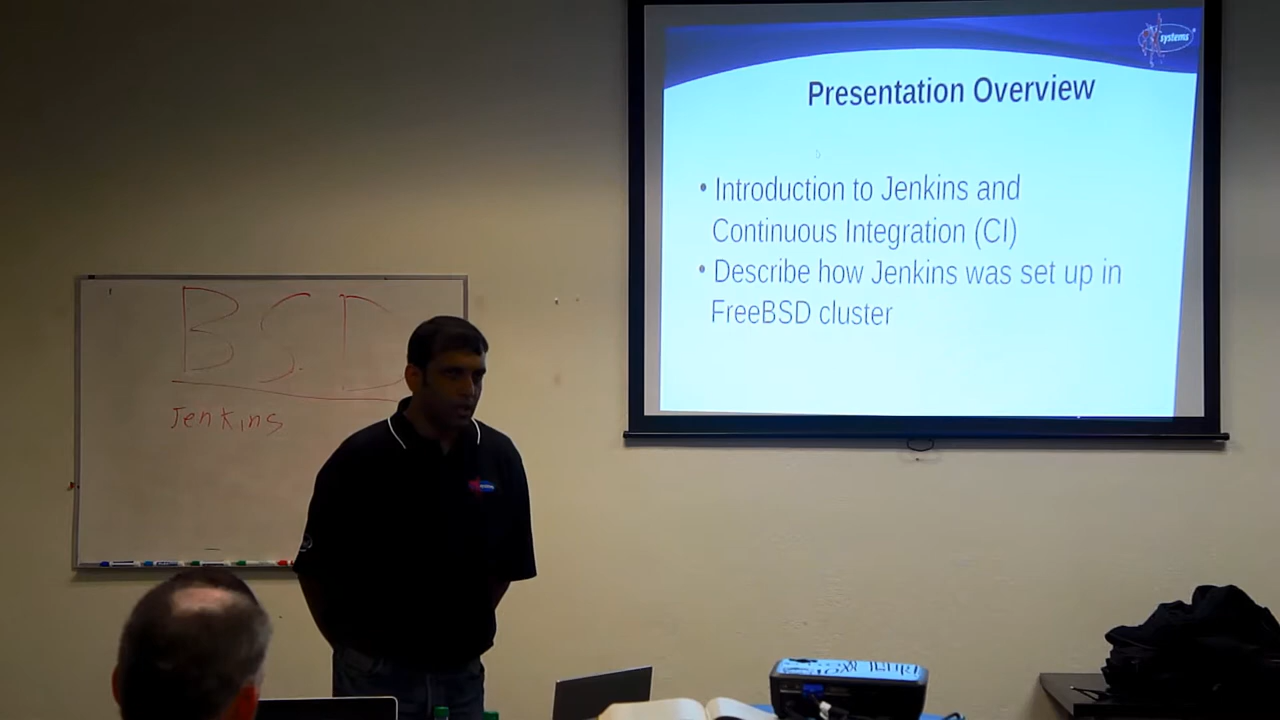 systems
Presentation Overview
• Introduction to Jenkins and
Continuous Integration (CI)
• Describe how Jenkins was set up in
FreeBSD cluster
BSD
Jenkins